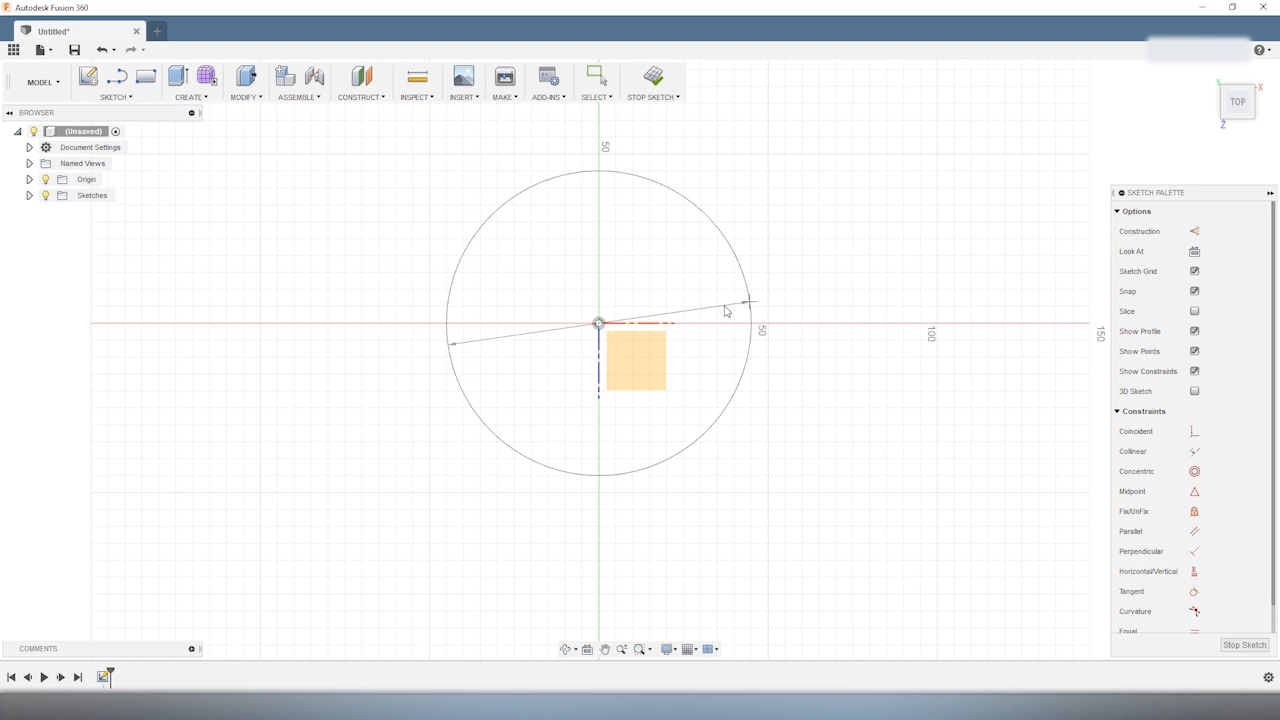 Autodesk Fusion 360
Untitled*
MODEL
SKETCH
CREATE
MODIFY
ASSEMBLE
CONSTRUCT
INSPECT
INSERT
MAKE
ADD-INS
SELECT
STOP SKETCH
BROWSER
(Unsaved)
Document Settings
Named Views
Origin
Sketches
50
50
100
150
Y
X
TOP
Z
SKETCH PALETTE
Options
Construction
Look At
Sketch Grid
Snap
Slice
Show Profile
Show Points
Show Constraints
3D Sketch
Constraints
Coincident
Collinear
Concentric
Midpoint
Fix/UnFix
Parallel
Perpendicular
Horizontal/Vertical
Tangent
Curvature
Equal
Stop Sketch
COMMENTS